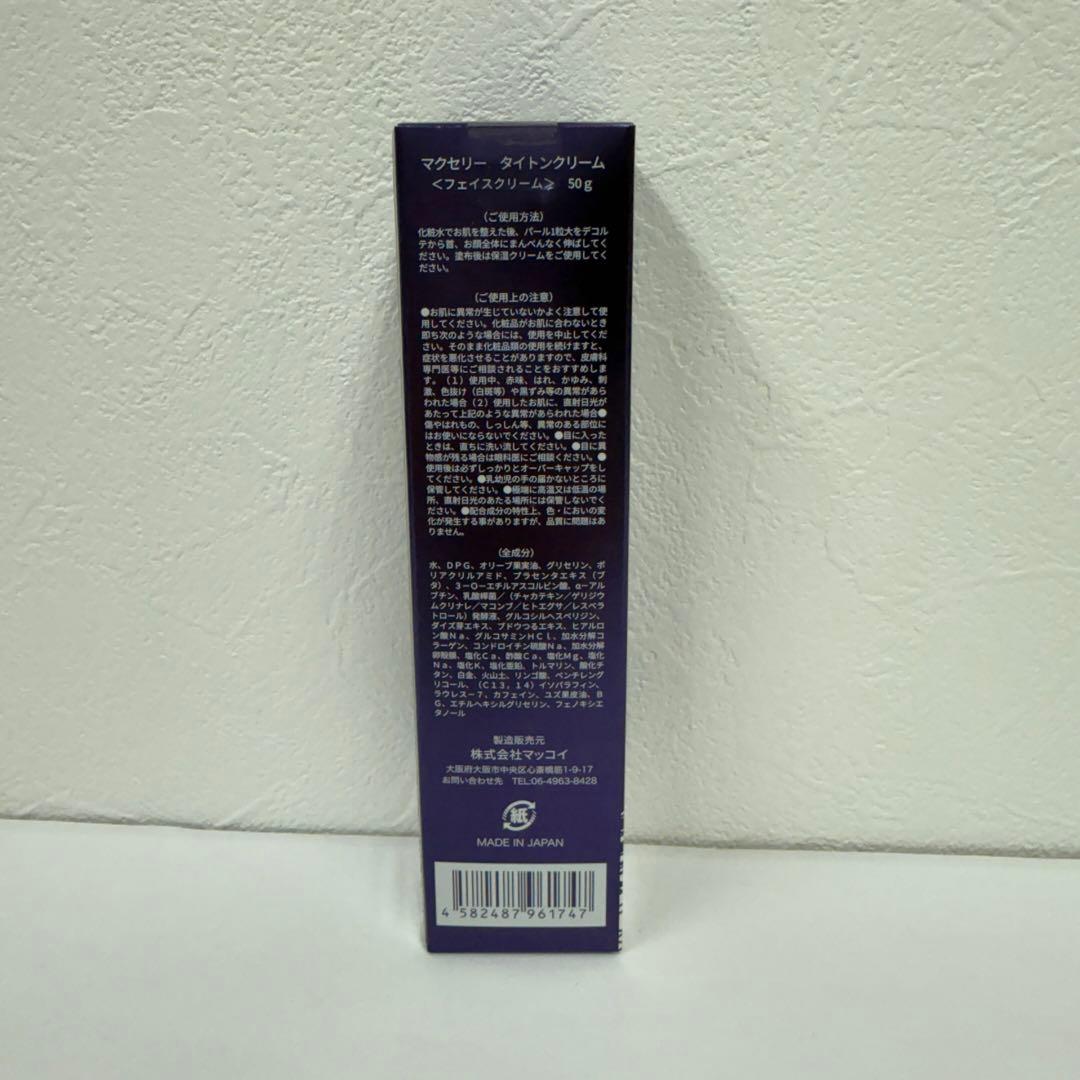 マクセリー　タイトンクリーム
＜フェイスクリーム＞　50ｇ
（ご使用方法）
化粧水でお肌を整えた後、パール1粒大をデコル
テから首、お顔全体にまんべんなく伸ばしてく
ださい。塗布後は保湿クリームをご使用してく
ださい。
（ご使用上の注意）
●お肌に異常が生じていないかよく注意して使
用してください。化粧品がお肌に合わないとき
即ち次のような場合には、使用を中止してくだ
さい。そのまま化粧品類の使用を続けますと、
症状を悪化させることがありますので、皮膚科
専門医等にご相談されることをおすすめしま
す。（1）使用中、赤味、はれ、かゆみ、刺
激、色抜け（白斑等）や黒ずみ等の異常があら
われた場合（2）使用したお肌に、直射日光が
あたって上記のような異常があらわれた場合●
傷やはれもの、しっしん等、異常のある部位に
はお使いにならないでください。●目に入った
ときは、直ちに洗い流してください。●目に異
物感が残る場合は眼科医にご相談ください。●
使用後は必ずしっかりとオーバーキャップをし
てください。●乳幼児の手の届かないところに
保管してください。●極端に高温又は低温の場
所、直射日光のあたる場所には保管しないでく
ださい。●配合成分の特性上、色・においの変
化が発生する事がありますが、品質に問題はあ
りません。
（全成分）
水、ＤＰＧ、オリーブ果実油、グリセリン、ポ
リアクリルアミド、プラセンタエキス（ブ
タ）、3－Ｏ－エチルアスコルビン酸、α－アル
ブチン、乳酸桿菌／（チャカテキン／ゲリジウ
ムクリナレ／マコンブ／ヒトエグサ／レスベラ
トロール）発酵液、グルコシルヘスペリジン、
ダイズ芽エキス、ブドウつるエキス、ヒアルロ
ン酸Ｎａ、グルコサミンＨＣｌ、加水分解コ
ラーゲン、コンドロイチン硫酸Ｎａ、加水分解
卵殻膜、塩化Ｃａ、酢酸Ｃａ、塩化Ｍｇ、塩化
Ｎａ、塩化Ｋ、塩化亜鉛、トルマリン、酸化チ
タン、白金、火山土、リンゴ酸、ペンチレング
リコール、（Ｃ１３，１４）イソパラフィン、
ラウレス－７、カフェイン、ユズ果皮油、Ｂ
Ｇ、エチルヘキシルグリセリン、フェノキシエ
タノール
製造販売元
株式会社マッコイ
大阪府大阪市中央区心斎橋筋1-9-17
お問い合わせ先　TEL:06-4963-8428
紙
MADE IN JAPAN
4 582487 961747